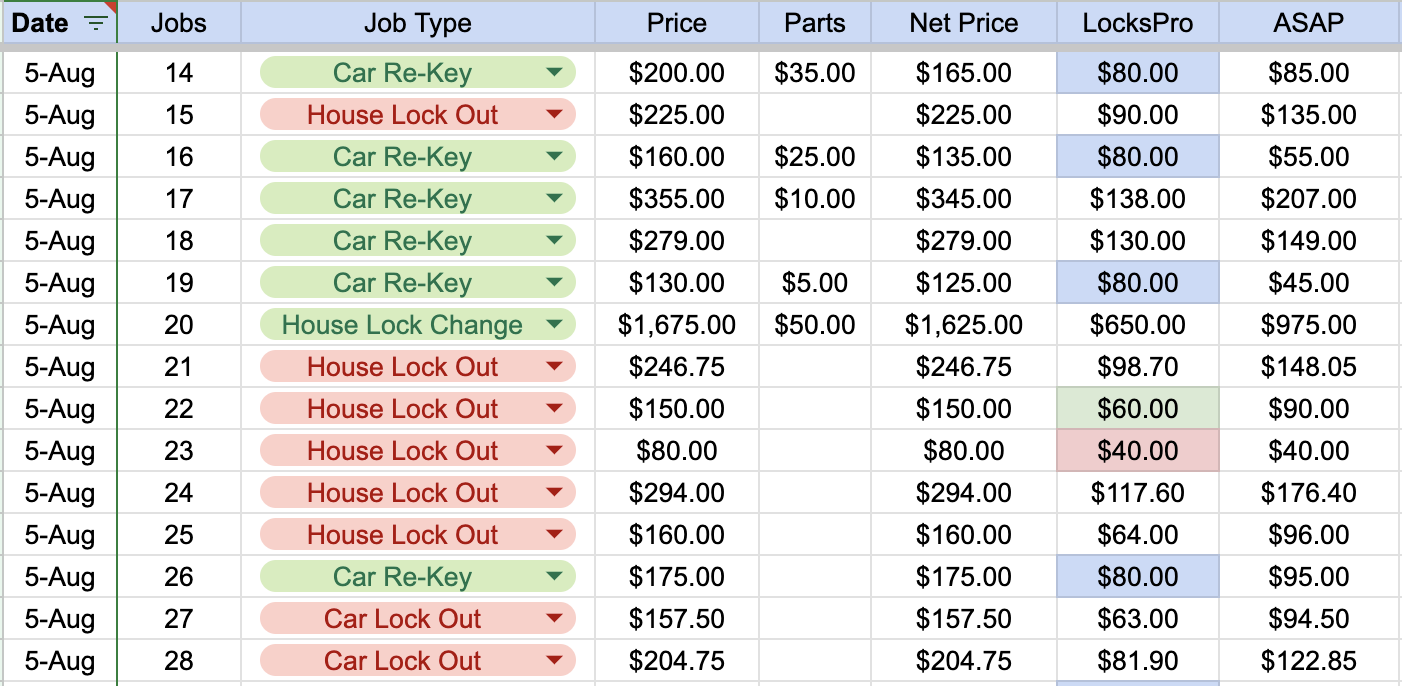 Date Jobs Job Type Price Parts Net Price LocksPro ASAP
5-Aug 14 Car Re-Key $200.00 $35.00 $165.00 $80.00 $85.00
5-Aug 15 House Lock Out $225.00 $225.00 $90.00 $135.00
5-Aug 16 Car Re-Key $160.00 $25.00 $135.00 $80.00 $55.00
5-Aug 17 Car Re-Key $355.00 $10.00 $345.00 $138.00 $207.00
5-Aug 18 Car Re-Key $279.00 $279.00 $130.00 $149.00
5-Aug 19 Car Re-Key $130.00 $5.00 $125.00 $80.00 $45.00
5-Aug 20 House Lock Change $1,675.00 $50.00 $1,625.00 $650.00 $975.00
5-Aug 21 House Lock Out $246.75 $246.75 $98.70 $148.05
5-Aug 22 House Lock Out $150.00 $150.00 $60.00 $90.00
5-Aug 23 House Lock Out $80.00 $80.00 $40.00 $40.00
5-Aug 24 House Lock Out $294.00 $294.00 $117.60 $176.40
5-Aug 25 House Lock Out $160.00 $160.00 $64.00 $96.00
5-Aug 26 Car Re-Key $175.00 $175.00 $80.00 $95.00
5-Aug 27 Car Lock Out $157.50 $157.50 $63.00 $94.50
5-Aug 28 Car Lock Out $204.75 $204.75 $81.90 $122.85